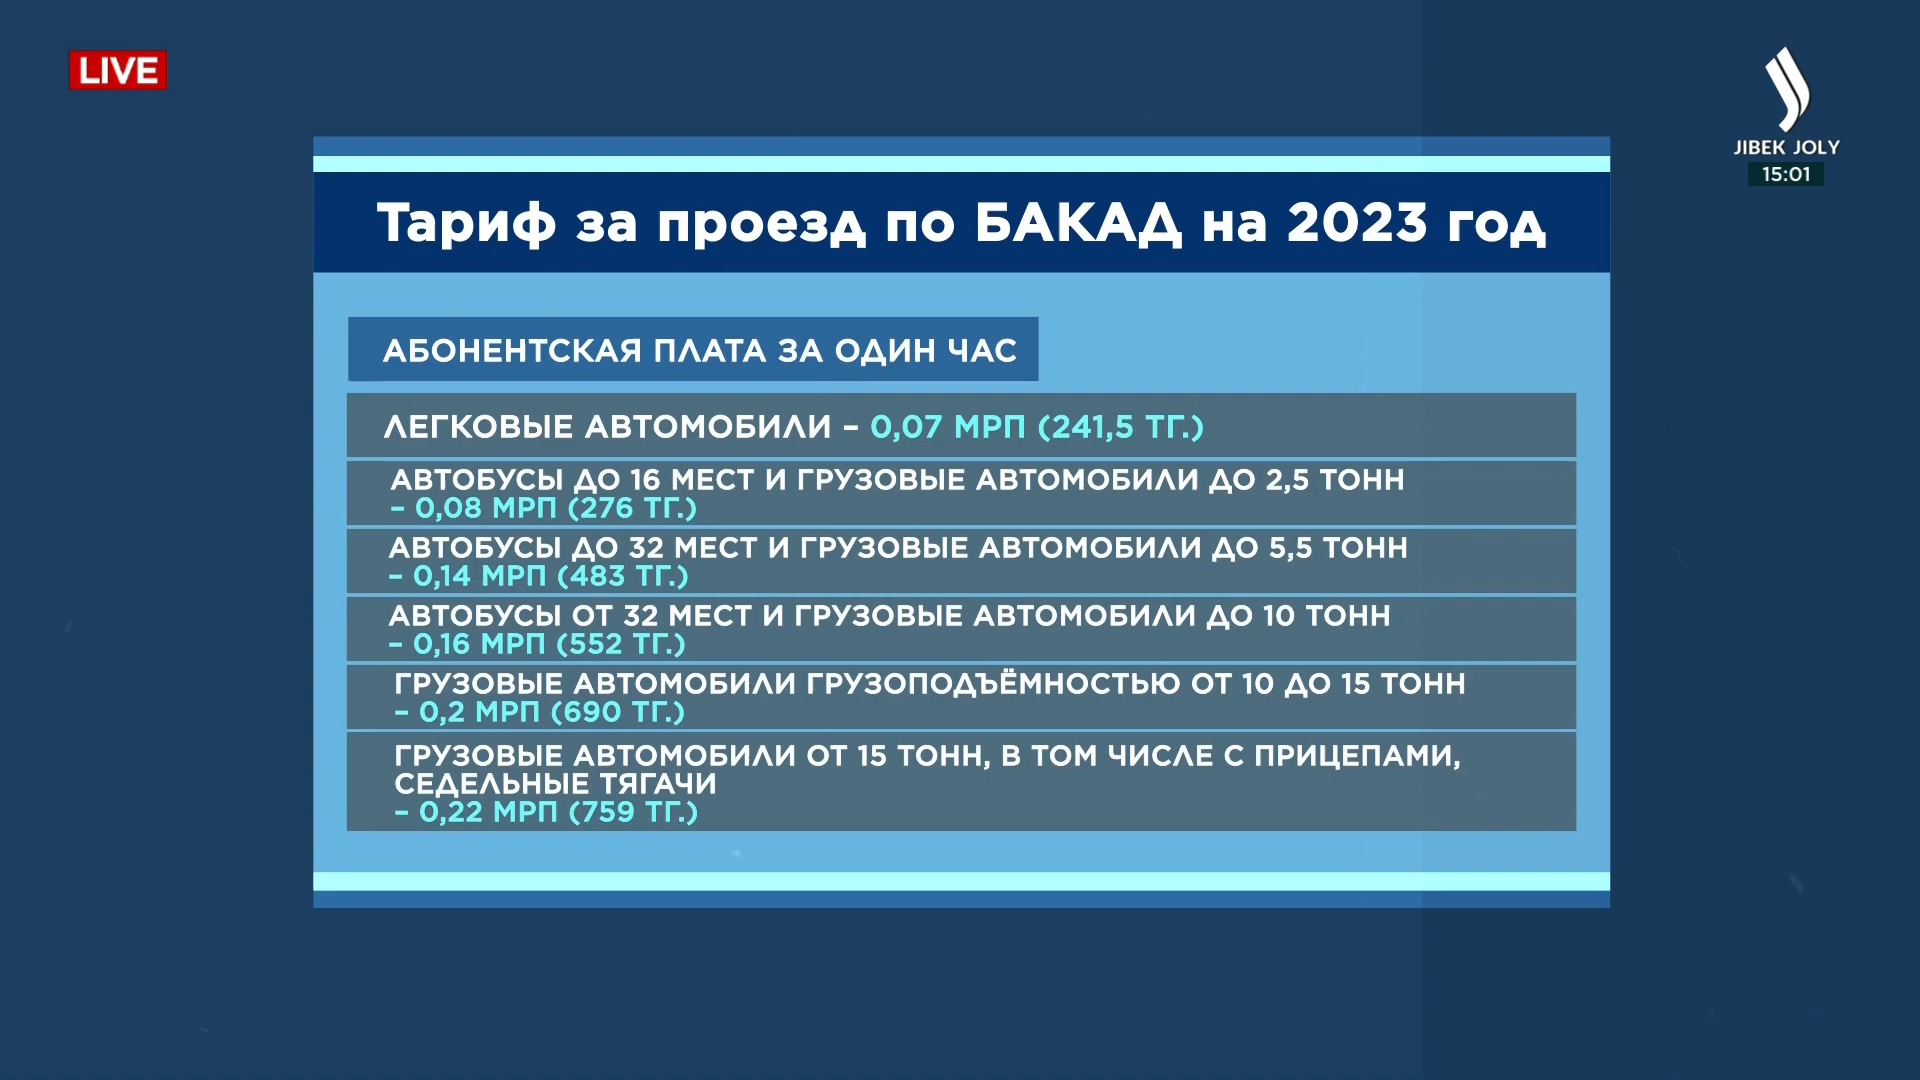 LIVE
JIBEK JOLY
15:01
Тариф за проезд по БАКАД на 2023 год
АБОНЕНТСКАЯ ПЛАТА ЗА ОДИН ЧАС
ЛЕГКОВЫЕ АВТОМОБИЛИ – 0,07 МРП (241,5 ТГ.)
АВТОБУСЫ ДО 16 МЕСТ И ГРУЗОВЫЕ АВТОМОБИЛИ ДО 2,5 ТОНН
– 0,08 МРП (276 ТГ.)
АВТОБУСЫ ДО 32 МЕСТ И ГРУЗОВЫЕ АВТОМОБИЛИ ДО 5,5 ТОНН
– 0,14 МРП (483 ТГ.)
АВТОБУСЫ ОТ 32 МЕСТ И ГРУЗОВЫЕ АВТОМОБИЛИ ДО 10 ТОНН
– 0,16 МРП (552 ТГ.)
ГРУЗОВЫЕ АВТОМОБИЛИ ГРУЗОПОДЪЁМНОСТЬЮ ОТ 10 ДО 15 ТОНН
– 0,2 МРП (690 ТГ.)
ГРУЗОВЫЕ АВТОМОБИЛИ ОТ 15 ТОНН, В ТОМ ЧИСЛЕ С ПРИЦЕПАМИ,
СЕДЕЛЬНЫЕ ТЯГАЧИ
– 0,22 МРП (759 ТГ.)